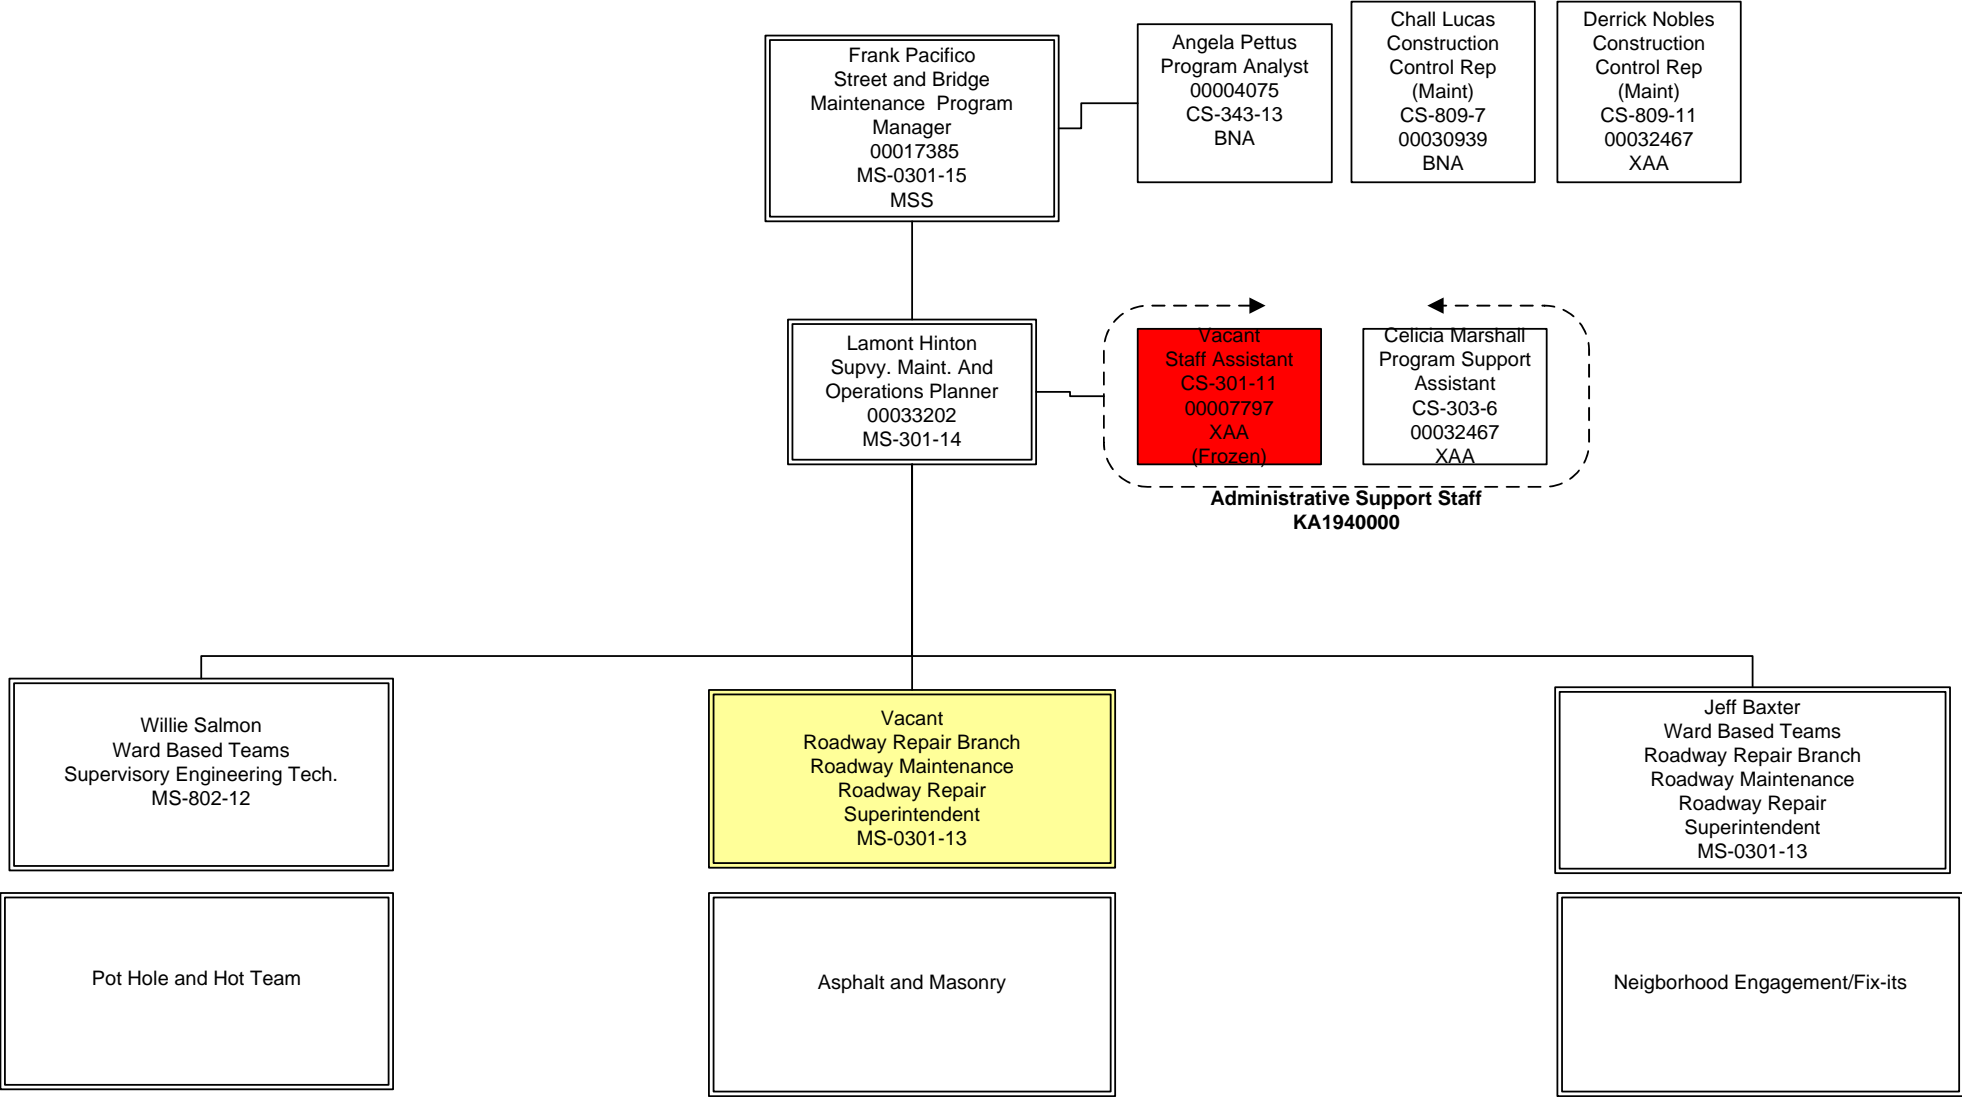 Frank Pacifico
Street and Bridge
Maintenance  Program
Manager
00017385
MS-0301-15
MSS
Angela Pettus
Program Analyst
00004075
CS-343-13
BNA
Chall Lucas
Construction
Control Rep
(Maint)
CS-809-7
00030939
BNA
Derrick Nobles
Construction
Control Rep
(Maint)
CS-809-11
00032467
XAA
Lamont Hinton
Supvy. Maint. And
Operations Planner
00033202
MS-301-14
Vacant
Staff Assistant
CS-301-11
00007797
XAA
(Frozen)
Celicia Marshall
Program Support
Assistant
CS-303-6
00032467
XAA
Administrative Support Staff
KA1940000
Willie Salmon
Ward Based Teams
Supervisory Engineering Tech.
MS-802-12
Vacant
Roadway Repair Branch
Roadway Maintenance
Roadway Repair
Superintendent
MS-0301-13
Jeff Baxter
Ward Based Teams
Roadway Repair Branch
Roadway Maintenance
Roadway Repair
Superintendent
MS-0301-13
Pot Hole and Hot Team
Asphalt and Masonry
Neigborhood Engagement/Fix-its